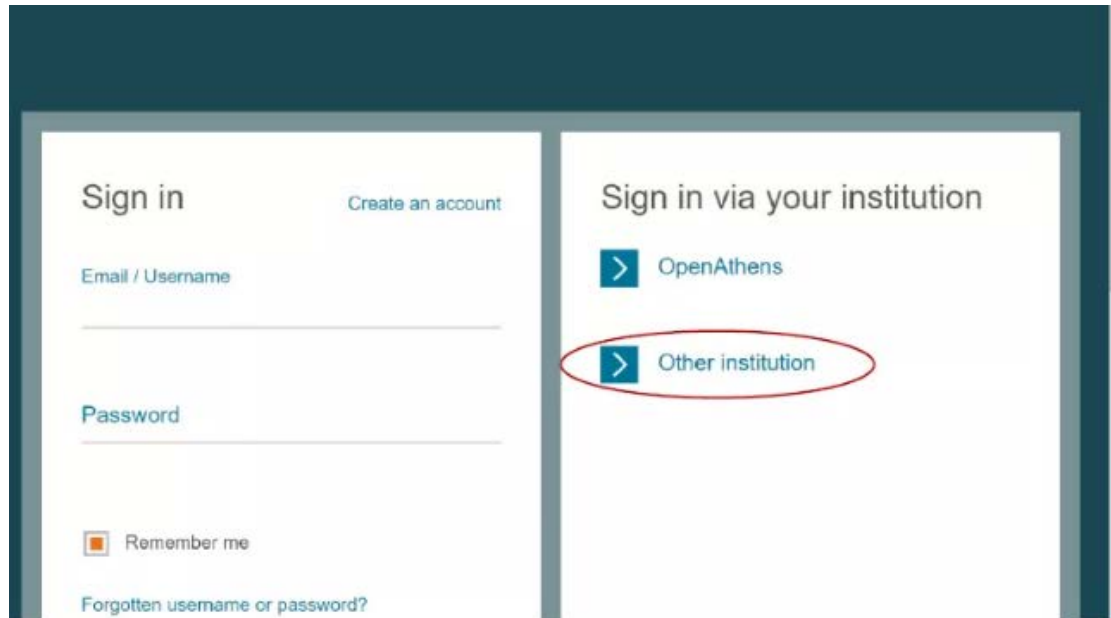 Sign in
Create an account
Email / Username
Password
Remember me
Forgotten username or password?
Sign in via your institution
OpenAthens
Other institution